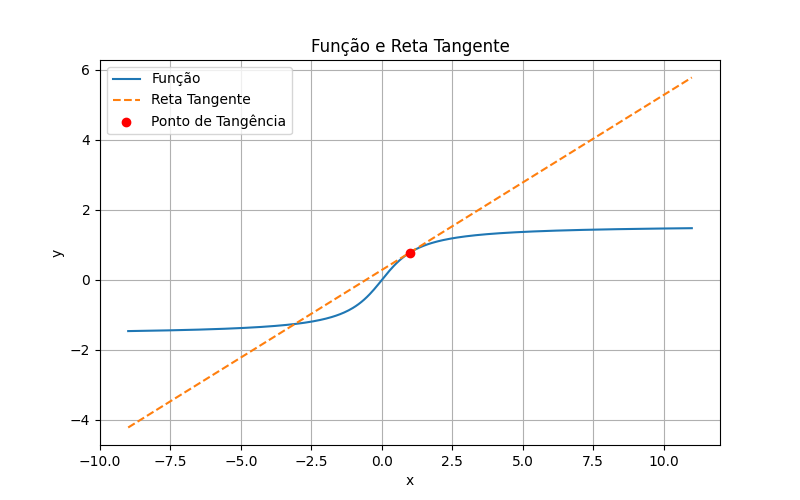 Função e Reta Tangente
Função
Reta Tangente
Ponto de Tangência
6
4
2
0
−2
−4
y
−10.0 −7.5 −5.0 −2.5 0.0 2.5 5.0 7.5 10.0
x